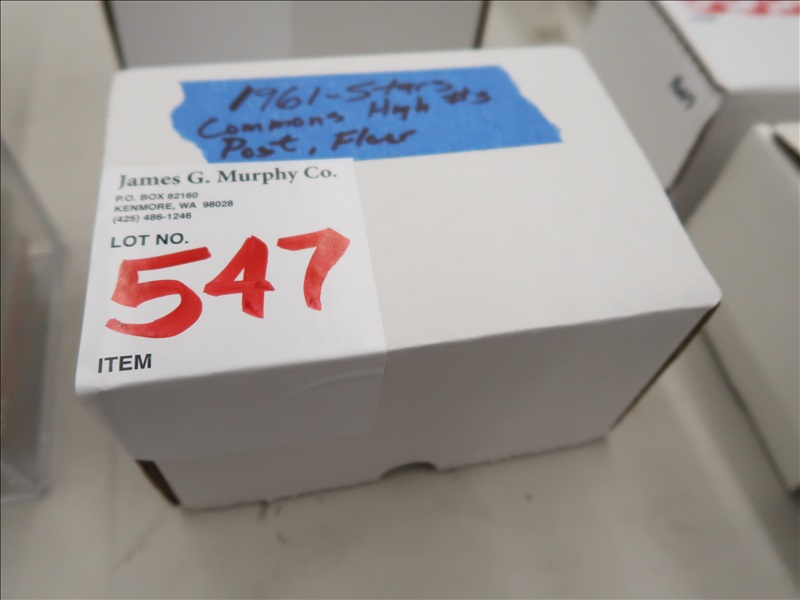 1961-Stars
Commons High #s
Post, Fleer
James G. Murphy Co.
P.O. BOX 82160
KENMORE, WA 98028
(425) 486-1246
LOT NO.
547
ITEM